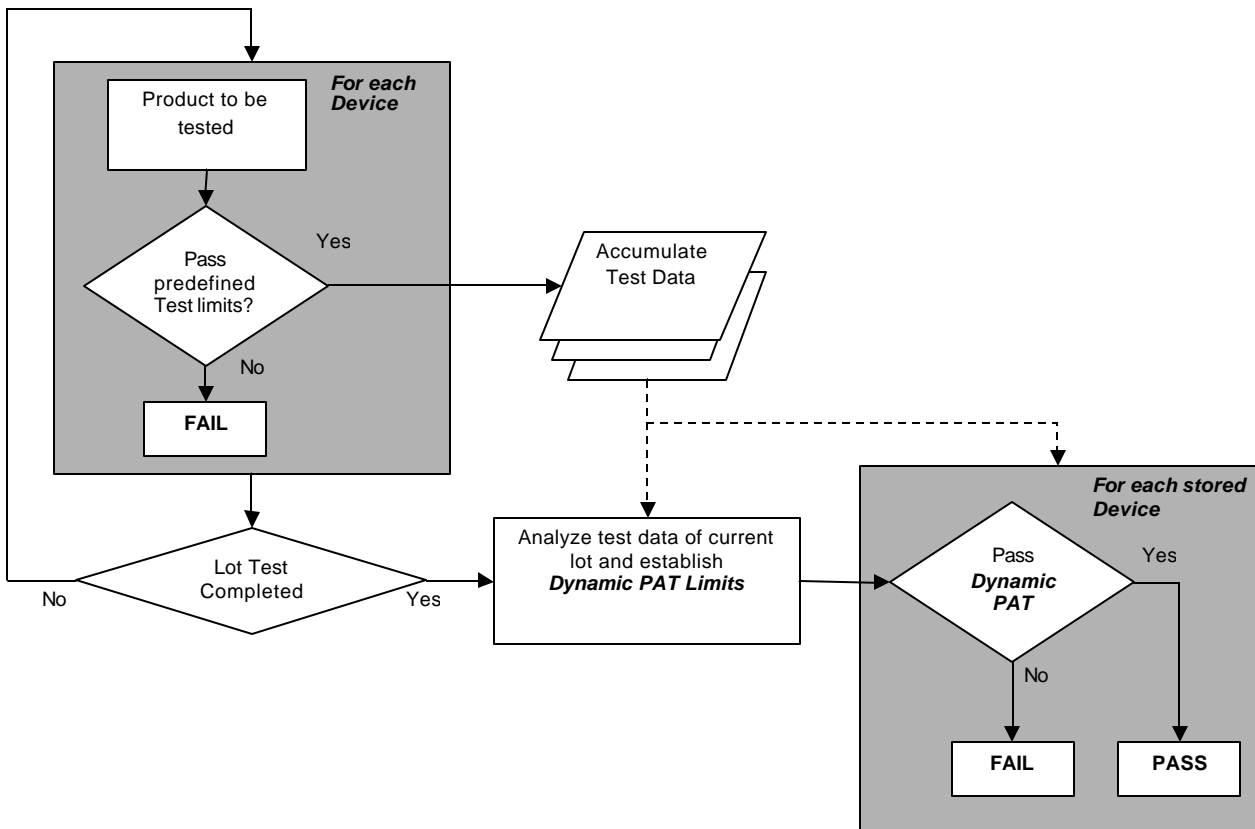 For each
Device
Product to be
tested
Pass
predefined
Test limits?
Yes
No
FAIL
Accumulate
Test Data
Lot Test
Completed
No
Yes
Analyze test data of current
lot and establish
Dynamic PAT Limits
For each stored
Device
Pass
Dynamic
PAT
Yes
No
FAIL
PASS